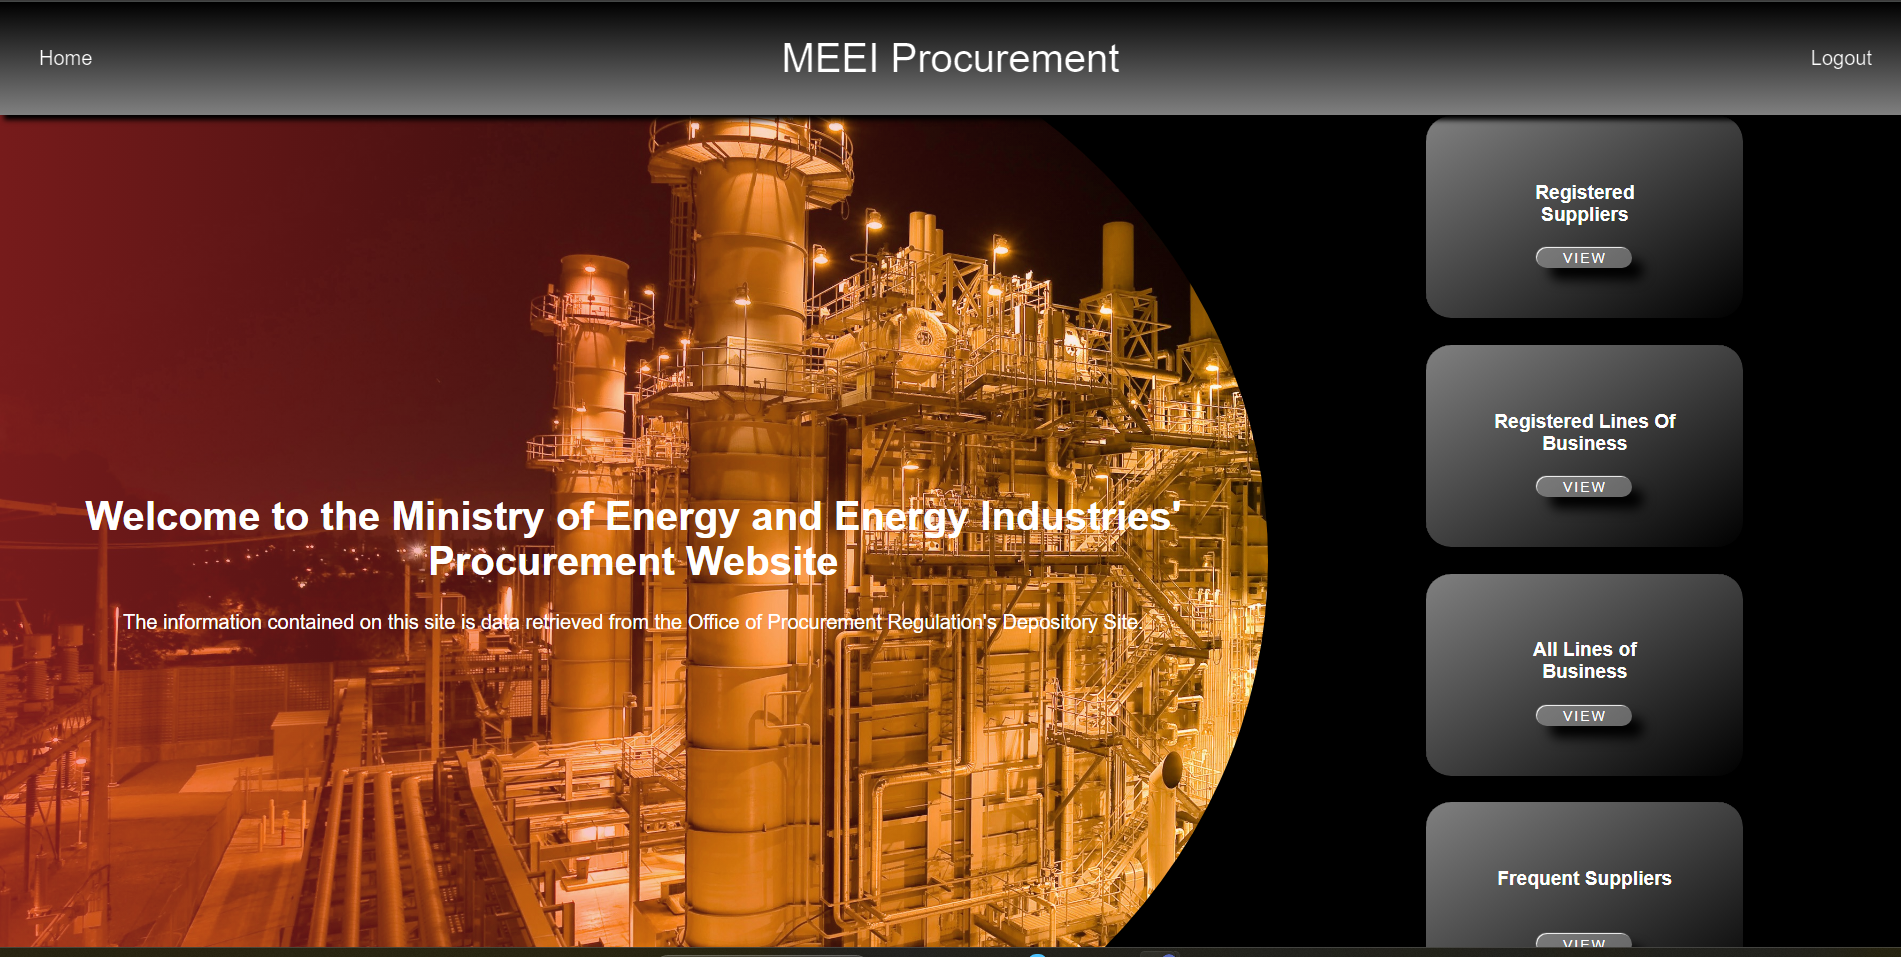 Home
MEEI Procurement
Logout
Welcome to the Ministry of Energy and Energy Industries'
Procurement Website
The information contained on this site is data retrieved from the Office of Procurement Regulation's Depository Site.
Registered
Suppliers
VIEW
Registered Lines Of
Business
VIEW
All Lines of
Business
VIEW
Frequent Suppliers
VIEW